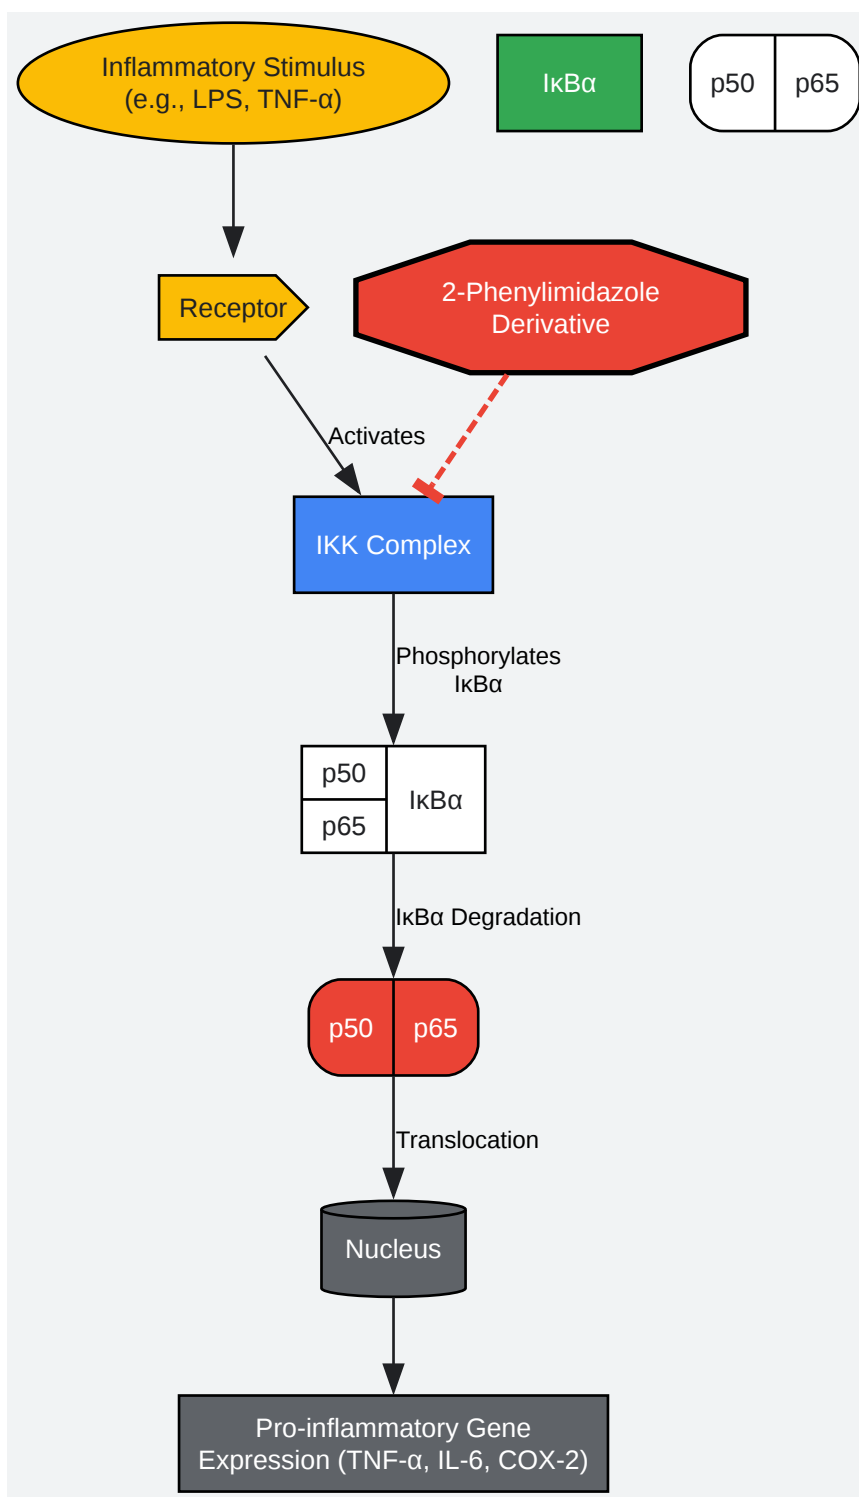 Inflammatory Stimulus
(e.g., LPS, TNF-α)
IκBα
p50
p65
Receptor
2-Phenylimidazole
Derivative
Activates
IKK Complex
Phosphorylates
IκBα
p50
p65
IκBα
IκBα Degradation
p50
p65
Translocation
Nucleus
Pro-inflammatory Gene
Expression (TNF-α, IL-6, COX-2)